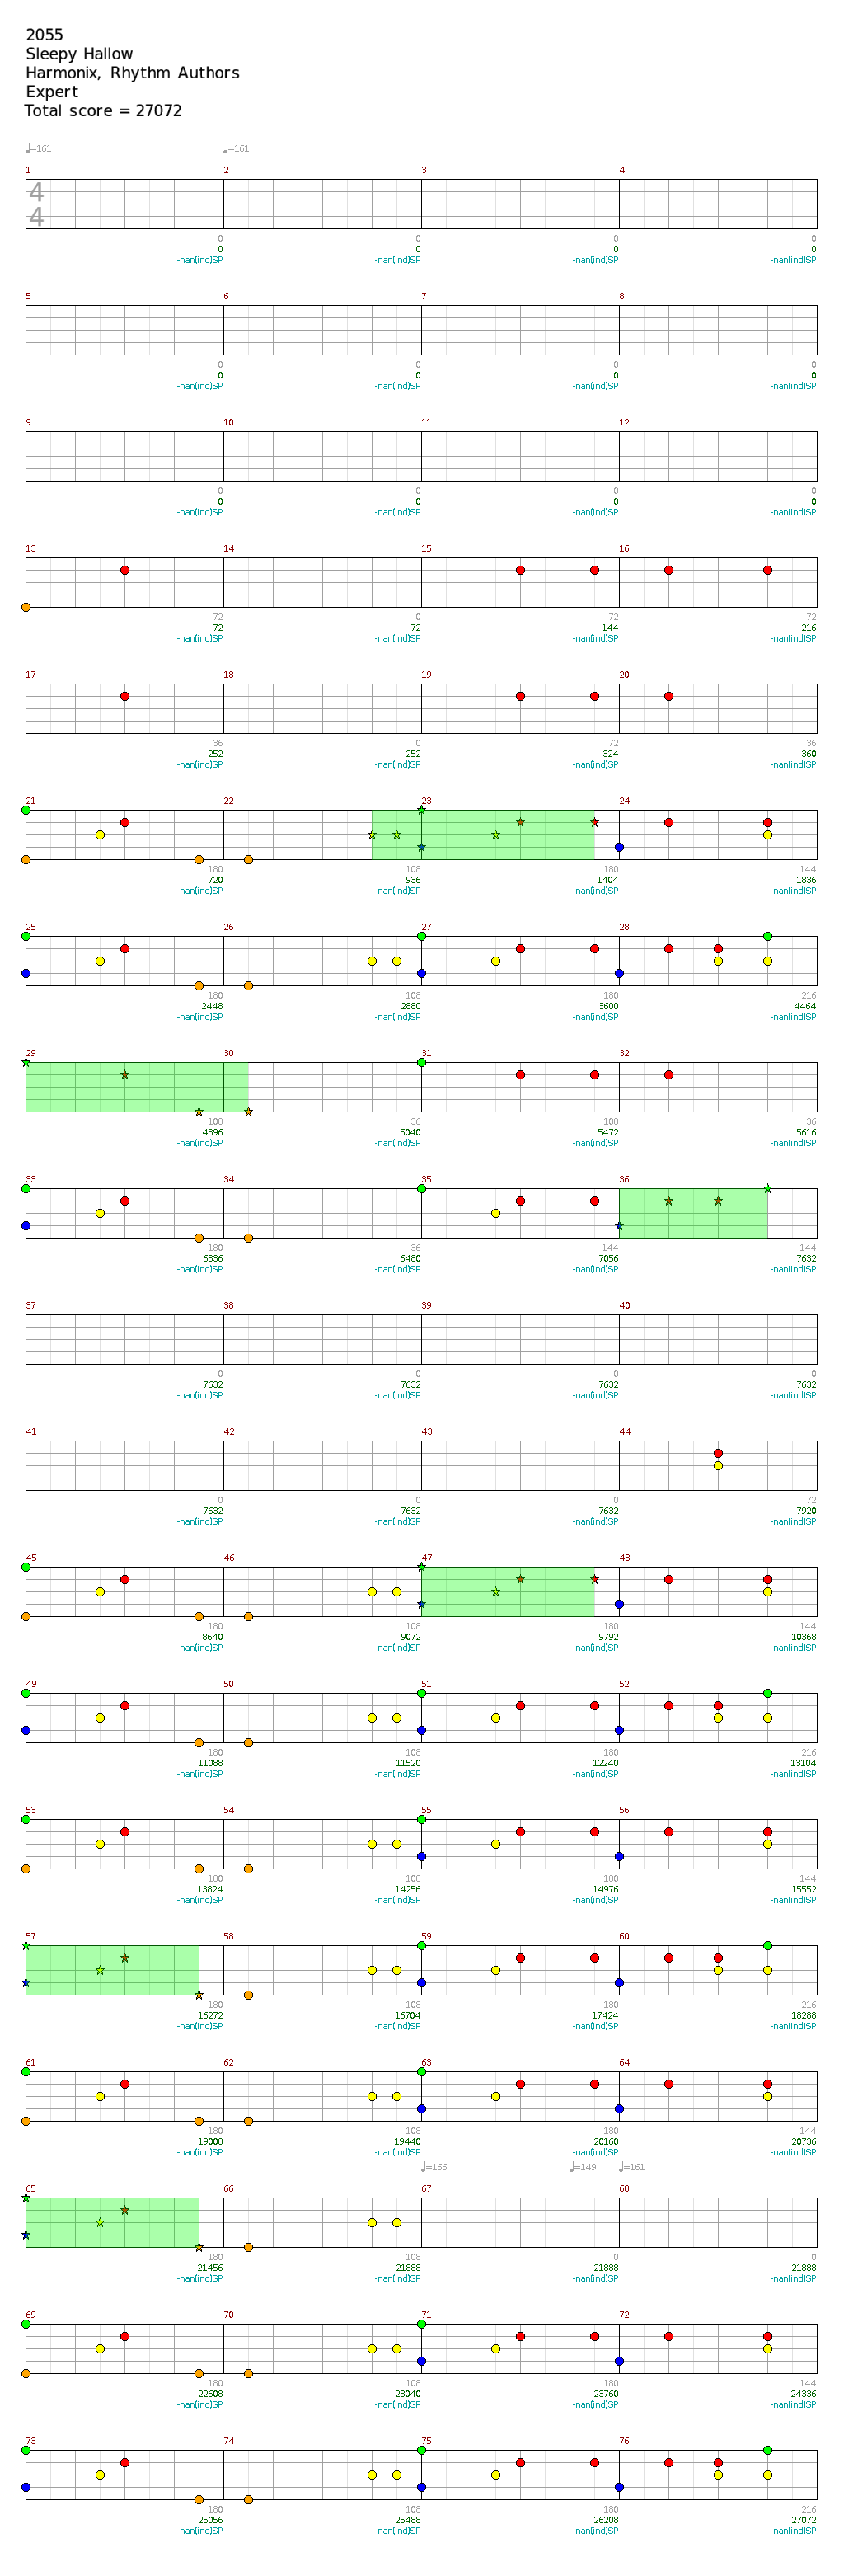 2055
Sleepy Hallow
Harmonix, Rhythm Authors
Expert
Total score = 27072
♩=161 ♩=161
1 2 3 4
4
4
0 0 0 0
0 0 0 0
-nan(ind)SP -nan(ind)SP -nan(ind)SP -nan(ind)SP
5 6 7 8
0 0 0 0
0 0 0 0
-nan(ind)SP -nan(ind)SP -nan(ind)SP -nan(ind)SP
9 10 11 12
0 0 0 0
0 0 0 0
-nan(ind)SP -nan(ind)SP -nan(ind)SP -nan(ind)SP
13 14 15 16
72 0 72 72
72 72 144 216
-nan(ind)SP -nan(ind)SP -nan(ind)SP -nan(ind)SP
17 18 19 20
36 0 72 36
252 252 324 360
-nan(ind)SP -nan(ind)SP -nan(ind)SP -nan(ind)SP
21 22 23 24
180 108 180 144
720 936 1404 1836
-nan(ind)SP -nan(ind)SP -nan(ind)SP -nan(ind)SP
25 26 27 28
180 108 180 216
2448 2880 3600 4464
-nan(ind)SP -nan(ind)SP -nan(ind)SP -nan(ind)SP
29 30 31 32
108 36 108 36
4896 5040 5472 5616
-nan(ind)SP -nan(ind)SP -nan(ind)SP -nan(ind)SP
33 34 35 36
180 36 144 144
6336 6480 7056 7632
-nan(ind)SP -nan(ind)SP -nan(ind)SP -nan(ind)SP
37 38 39 40
0 0 0 0
7632 7632 7632 7632
-nan(ind)SP -nan(ind)SP -nan(ind)SP -nan(ind)SP
41 42 43 44
0 0 0 72
7632 7632 7632 7920
-nan(ind)SP -nan(ind)SP -nan(ind)SP -nan(ind)SP
45 46 47 48
180 108 180 144
8640 9072 9792 10368
-nan(ind)SP -nan(ind)SP -nan(ind)SP -nan(ind)SP
49 50 51 52
180 108 180 216
11088 11520 12240 13104
-nan(ind)SP -nan(ind)SP -nan(ind)SP -nan(ind)SP
53 54 55 56
180 108 180 144
13824 14256 14976 15552
-nan(ind)SP -nan(ind)SP -nan(ind)SP -nan(ind)SP
57 58 59 60
180 108 180 216
16272 16704 17424 18288
-nan(ind)SP -nan(ind)SP -nan(ind)SP -nan(ind)SP
61 62 63 64
180 108 180 144
19008 19440 20160 20736
-nan(ind)SP -nan(ind)SP -nan(ind)SP -nan(ind)SP
♩=166 ♩=149 ♩=161
65 66 67 68
180 108 0 0
21456 21888 21888 21888
-nan(ind)SP -nan(ind)SP -nan(ind)SP -nan(ind)SP
69 70 71 72
180 108 180 144
22608 23040 23760 24336
-nan(ind)SP -nan(ind)SP -nan(ind)SP -nan(ind)SP
73 74 75 76
180 108 180 216
25056 25488 26208 27072
-nan(ind)SP -nan(ind)SP -nan(ind)SP -nan(ind)SP